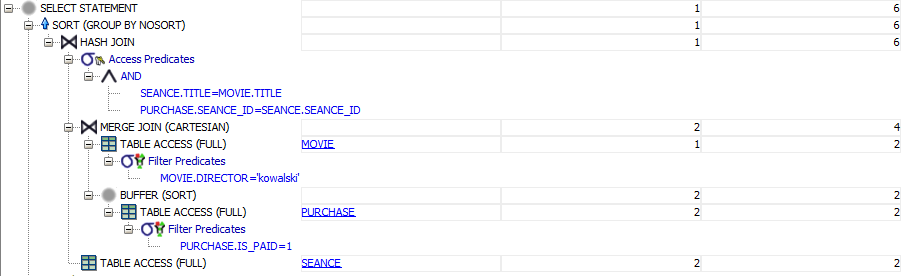 SELECT STATEMENT 1 6
SORT (GROUP BY NOSORT) 1 6
HASH JOIN 1 6
Access Predicates
AND
SEANCE.TITLE=MOVIE.TITLE
PURCHASE.SEANCE_ID=SEANCE.SEANCE_ID
MERGE JOIN (CARTESIAN) 2 4
TABLE ACCESS (FULL) MOVIE 1 2
Filter Predicates
MOVIE.DIRECTOR='kowalski'
BUFFER (SORT) 2 2
TABLE ACCESS (FULL) PURCHASE 2 2
Filter Predicates
PURCHASE.IS_PAID=1
TABLE ACCESS (FULL) SEANCE 2 2